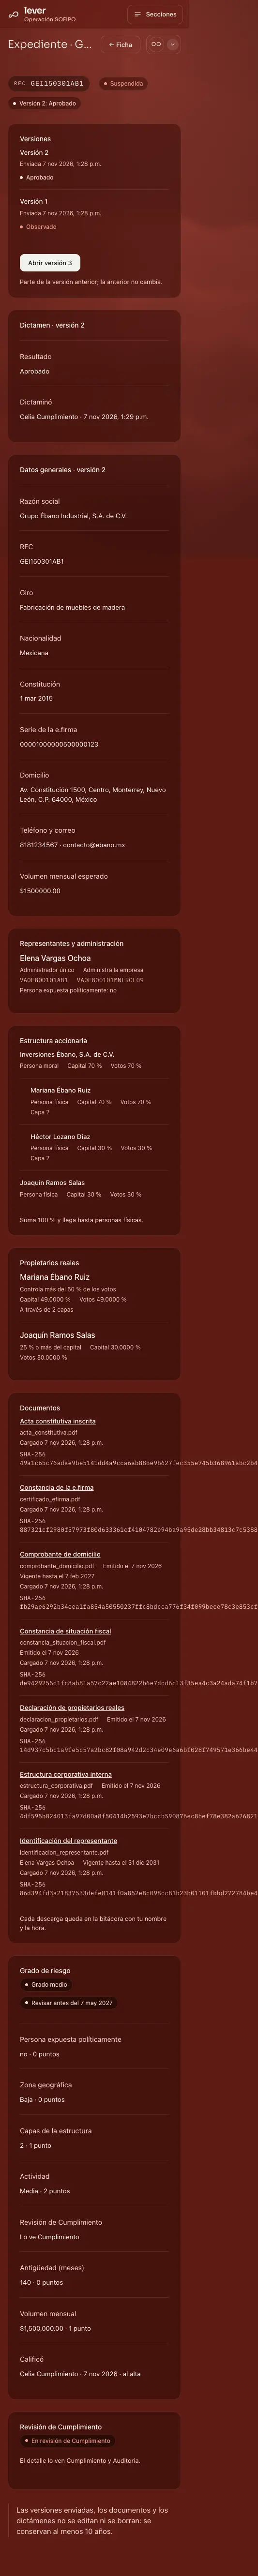 lever
Operación SOFIPO
Secciones
Expediente · G...
← Ficha
RFC GEI150301AB1
Suspendida
Versión 2: Aprobado
Versiones
Versión 2
Enviada 7 nov 2026, 1:28 p.m.
Aprobado
Versión 1
Enviada 7 nov 2026, 1:28 p.m.
Observado
Abrir versión 3
Parte de la versión anterior; la anterior no cambia.
Dictamen · versión 2
Resultado
Aprobado
Dictaminó
Celia Cumplimiento · 7 nov 2026, 1:29 p.m.
Datos generales · versión 2
Razón social
Grupo Ébano Industrial, S.A. de C.V.
RFC
GEI150301AB1
Giro
Fabricación de muebles de madera
Nacionalidad
Mexicana
Constitución
1 mar 2015
Serie de la e.firma
00001000000500000123
Domicilio
Av. Constitución 1500, Centro, Monterrey, Nuevo
León, C.P. 64000, México
Teléfono y correo
8181234567 · contacto@ebano.mx
Volumen mensual esperado
$1500000.00
Representantes y administración
Elena Vargas Ochoa
Administrador único Administra la empresa
VAOE800101AB1 VAOE800101MNLRCL09
Persona expuesta políticamente: no
Estructura accionaria
Inversiones Ébano, S.A. de C.V.
Persona moral Capital 70 % Votos 70 %
Mariana Ébano Ruiz
Persona física Capital 70 % Votos 70 %
Capa 2
Héctor Lozano Díaz
Persona física Capital 30 % Votos 30 %
Capa 2
Joaquín Ramos Salas
Persona física Capital 30 % Votos 30 %
Suma 100 % y llega hasta personas físicas.
Propietarios reales
Mariana Ébano Ruiz
Controla más del 50 % de los votos
Capital 49.0000 % Votos 49.0000 %
A través de 2 capas
Joaquín Ramos Salas
25 % o más del capital Capital 30.0000 %
Votos 30.0000 %
Documentos
Acta constitutiva inscrita
acta_constitutiva.pdf
Cargado 7 nov 2026, 1:28 p.m.
SHA-256
Constancia de la e.firma
certificado_efirma.pdf
Cargado 7 nov 2026, 1:28 p.m.
SHA-256
Comprobante de domicilio
comprobante_domicilio.pdf Emitido el 7 nov 2026
Vigente hasta el 7 feb 2027
Cargado 7 nov 2026, 1:28 p.m.
SHA-256
Constancia de situación fiscal
constancia_situacion_fiscal.pdf
Emitido el 7 nov 2026
Cargado 7 nov 2026, 1:28 p.m.
SHA-256
Declaración de propietarios reales
declaracion_propietarios.pdf Emitido el 7 nov 2026
Cargado 7 nov 2026, 1:28 p.m.
SHA-256
Estructura corporativa interna
estructura_corporativa.pdf Emitido el 7 nov 2026
Cargado 7 nov 2026, 1:28 p.m.
SHA-256
Identificación del representante
identificacion_representante.pdf
Elena Vargas Ochoa Vigente hasta el 31 dic 2031
Cargado 7 nov 2026, 1:28 p.m.
SHA-256
Cada descarga queda en la bitácora con tu nombre
y la hora.
Grado de riesgo
Grado medio
Revisar antes del 7 may 2027
Persona expuesta políticamente
no · 0 puntos
Zona geográfica
Baja · 0 puntos
Capas de la estructura
2 · 1 punto
Actividad
Media · 2 puntos
Revisión de Cumplimiento
Lo ve Cumplimiento
Antigüedad (meses)
140 · 0 puntos
Volumen mensual
$1,500,000.00 · 1 punto
Calificó
Celia Cumplimiento · 7 nov 2026 · al alta
Revisión de Cumplimiento
En revisión de Cumplimiento
El detalle lo ven Cumplimiento y Auditoría.
Las versiones enviadas, los documentos y los
dictámenes no se editan ni se borran: se
conservan al menos 10 años.